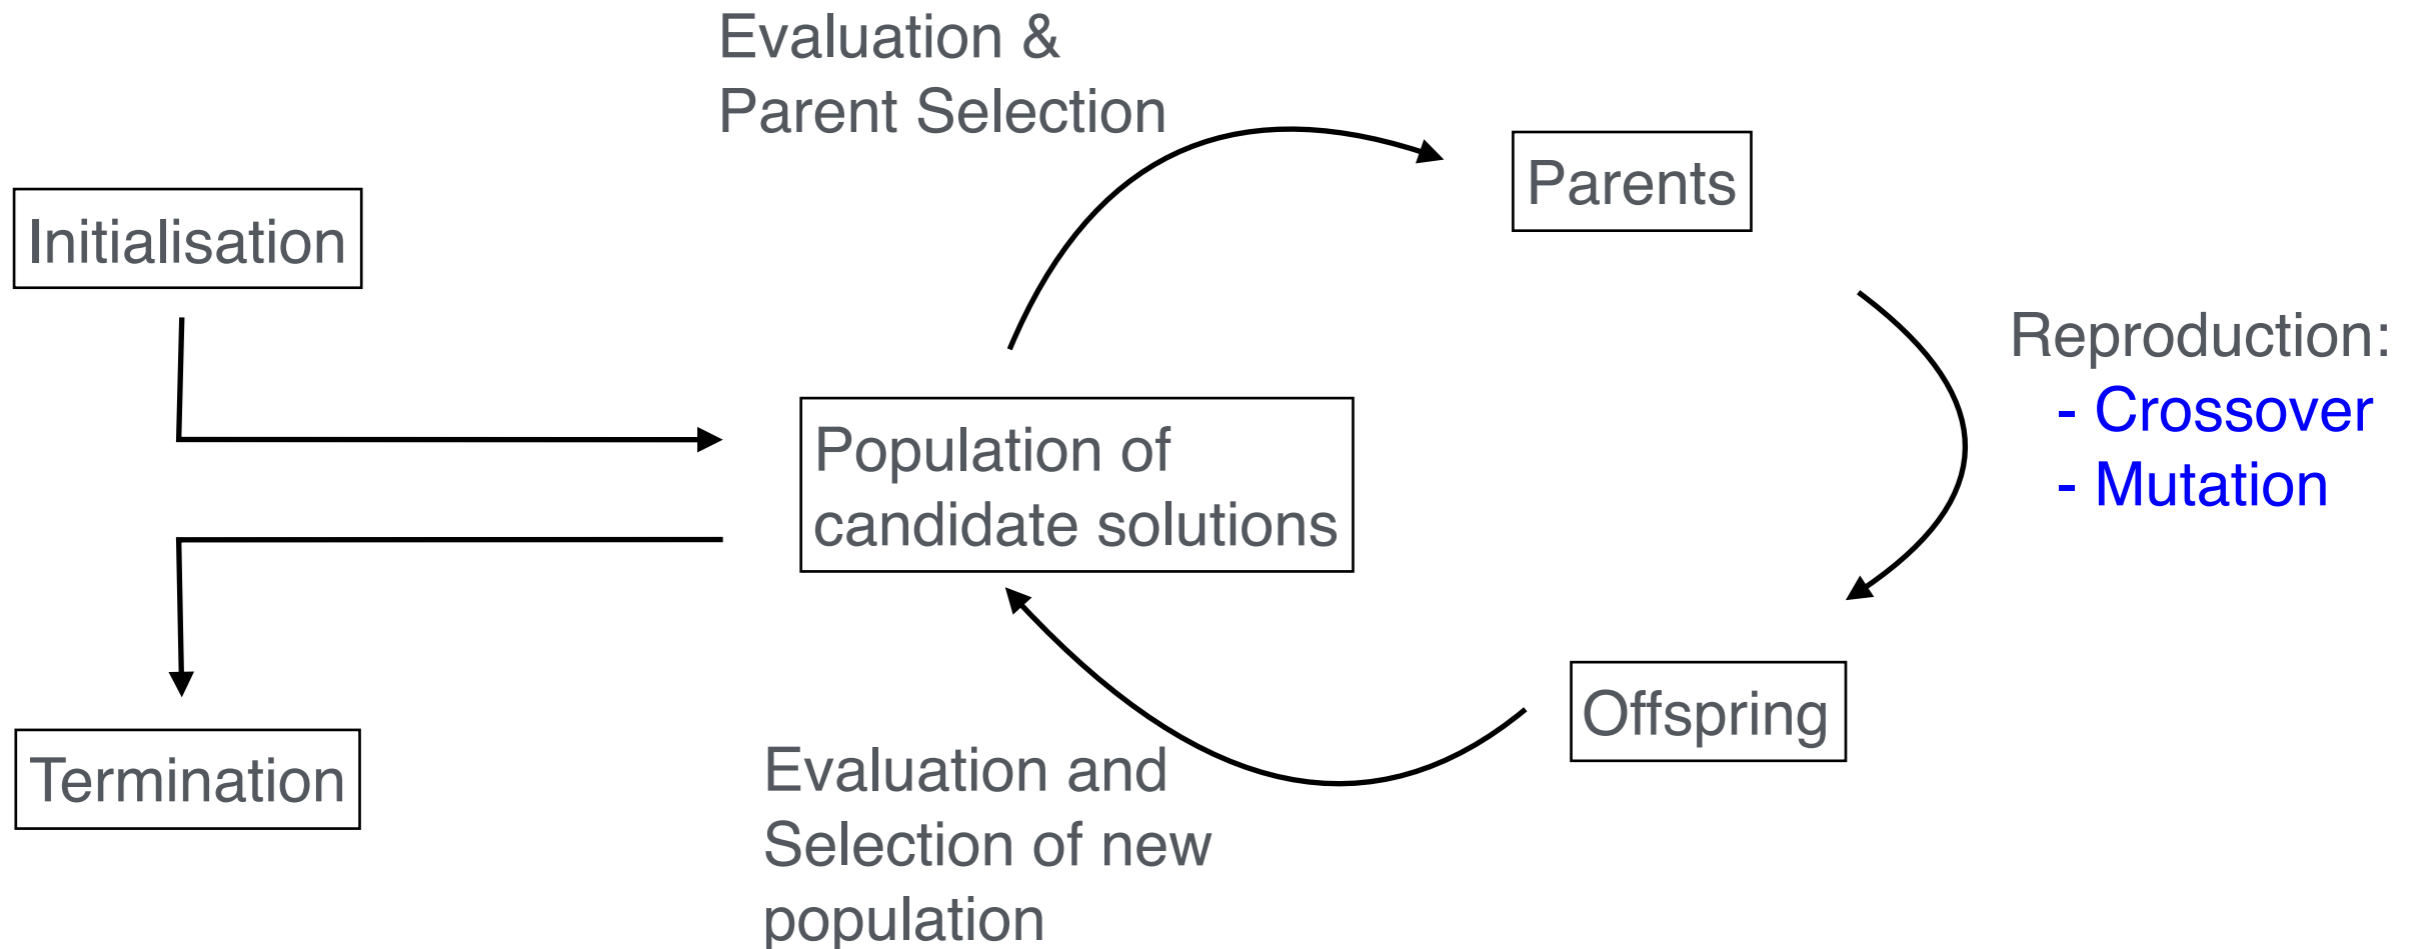 Evaluation &
Parent Selection
Parents
Initialisation
Reproduction:
- Crossover
- Mutation
Population of
candidate solutions
Offspring
Termination
Evaluation and
Selection of new
population